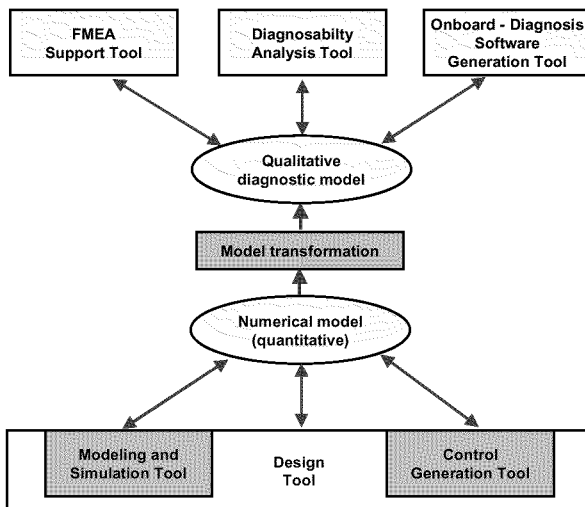 FMEA
Support Tool
Diagnosabilty
Analysis Tool
Onboard - Diagnosis
Software
Generation Tool
Qualitative
diagnostic model
Model transformation
Numerical model
(quantitative)
Modeling and
Simulation Tool
Design
Tool
Control
Generation Tool